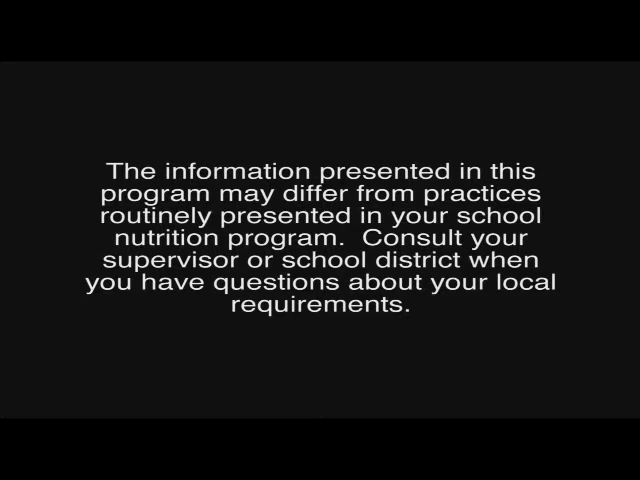 The information presented in this
program may differ from practices
routinely presented in your school
nutrition program.  Consult your
supervisor or school district when
you have questions about your local
requirements.